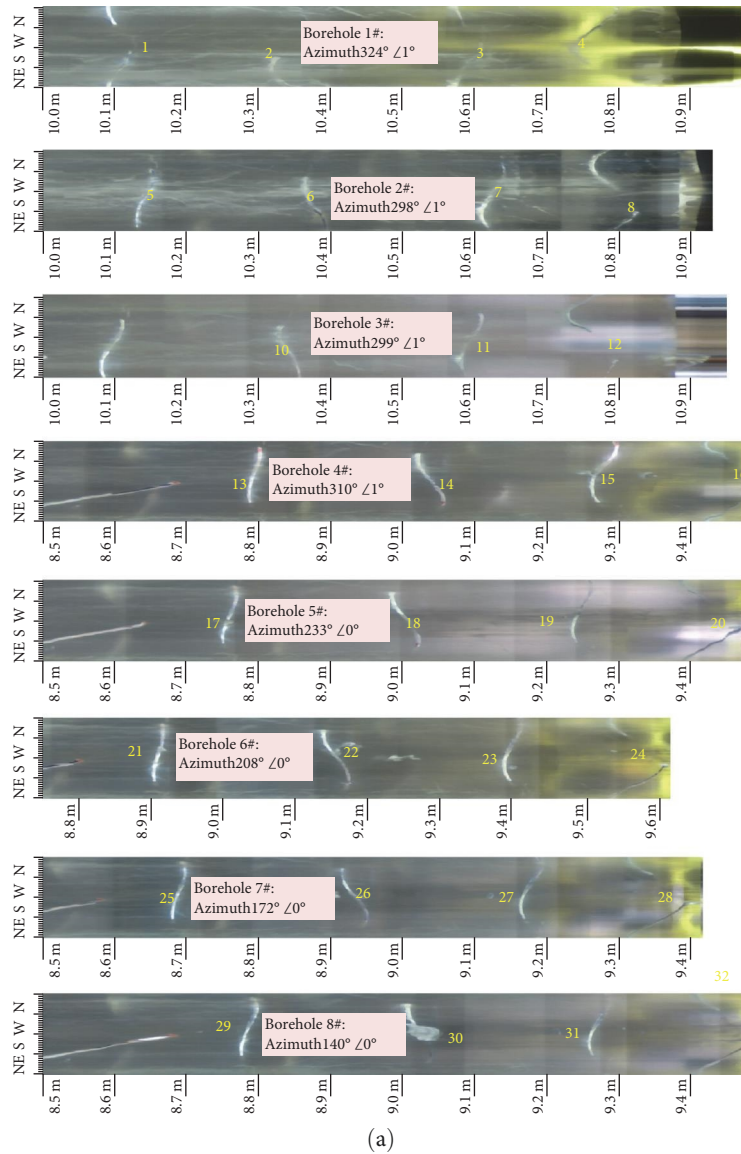 Borehole 1#:
Azimuth324° ∠1°
1
2
3
4
NE S W N
10.0 m
10.1 m
10.2 m
10.3 m
10.4 m
10.5 m
10.6 m
10.7 m
10.8 m
10.9 m
Borehole 2#:
Azimuth298° ∠1°
5
6
7
8
NE S W N
10.0 m
10.1 m
10.2 m
10.3 m
10.4 m
10.5 m
10.6 m
10.7 m
10.8 m
10.9 m
Borehole 3#:
Azimuth299° ∠1°
10
11
12
NE S W N
10.0 m
10.1 m
10.2 m
10.3 m
10.4 m
10.5 m
10.6 m
10.7 m
10.8 m
10.9 m
Borehole 4#:
Azimuth310° ∠1°
13
14
15
NE S W N
8.5 m
8.6 m
8.7 m
8.8 m
8.9 m
9.0 m
9.1 m
9.2 m
9.3 m
9.4 m
Borehole 5#:
Azimuth233° ∠0°
17
18
19
20
NE S W N
8.5 m
8.6 m
8.7 m
8.8 m
8.9 m
9.0 m
9.1 m
9.2 m
9.3 m
9.4 m
Borehole 6#:
Azimuth208° ∠0°
21
22
23
24
NE S W N
8.8 m
8.9 m
9.0 m
9.1 m
9.2 m
9.3 m
9.4 m
9.5 m
9.6 m
Borehole 7#:
Azimuth172° ∠0°
25
26
27
28
NE S W N
8.5 m
8.6 m
8.7 m
8.8 m
8.9 m
9.0 m
9.1 m
9.2 m
9.3 m
9.4 m
32
Borehole 8#:
Azimuth140° ∠0°
29
30
31
NE S W N
8.5 m
8.6 m
8.7 m
8.8 m
8.9 m
9.0 m
9.1 m
9.2 m
9.3 m
9.4 m
(a)